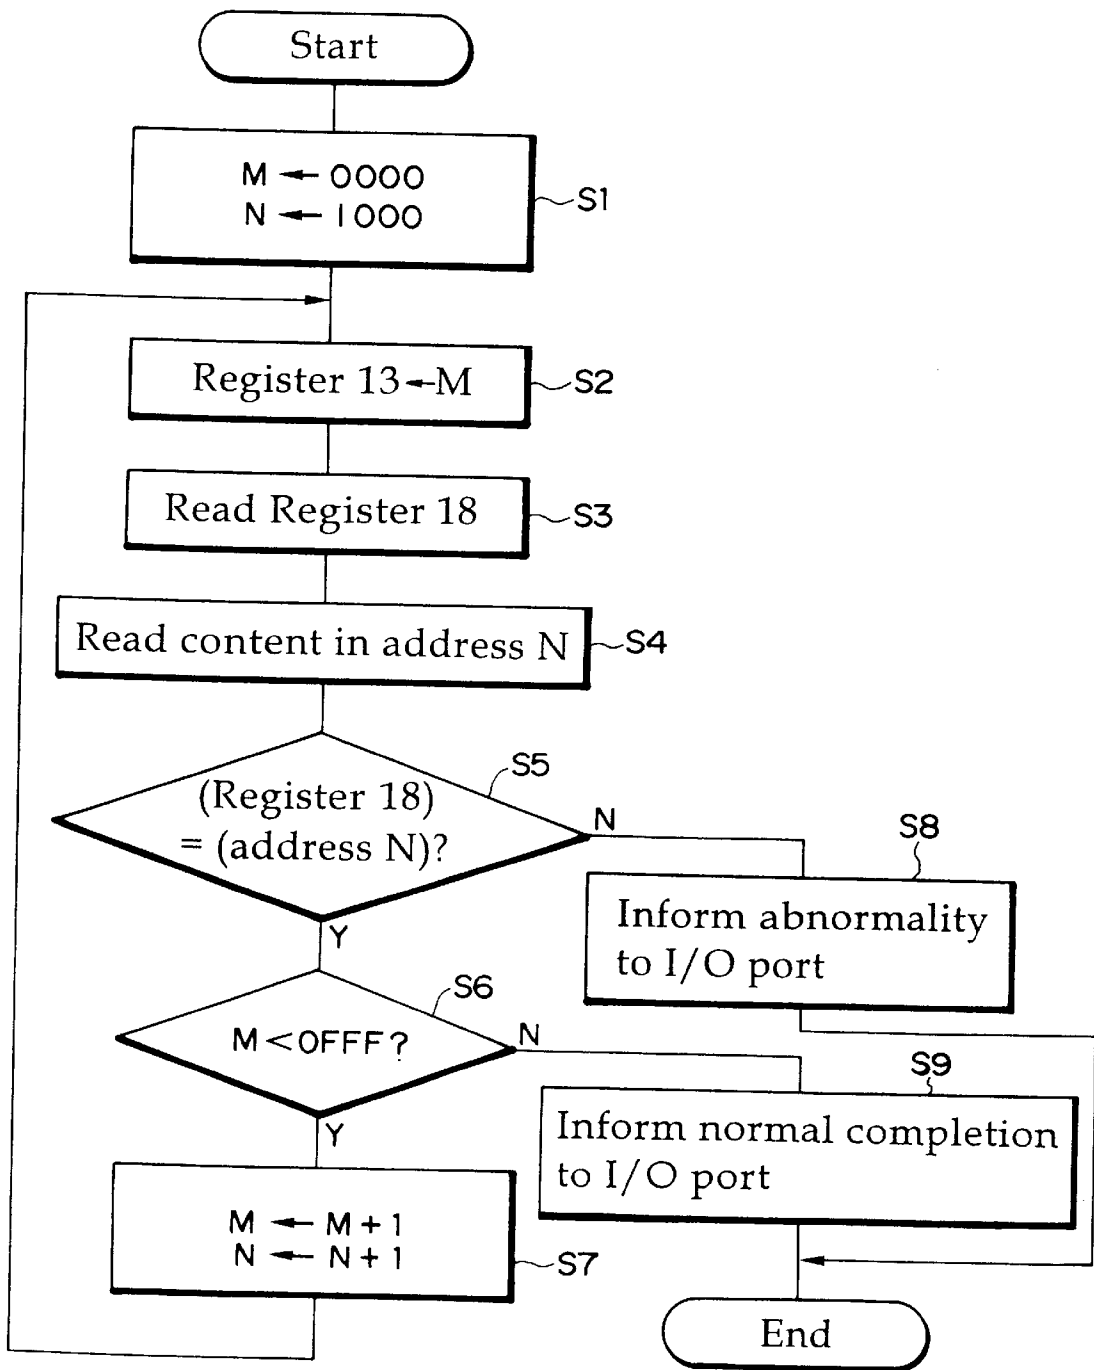 Start
M ← 0000
N ← 1000
S1
Register 13←M
S2
Read Register 18
S3
Read content in address N
S4
S5
(Register 18)
= (address N)?
N
Y
S8
Inform abnormality
to I/O port
S6
M<0FFF?
N
Y
S9
Inform normal completion
to I/O port
M ← M+1
N ← N+1
S7
End